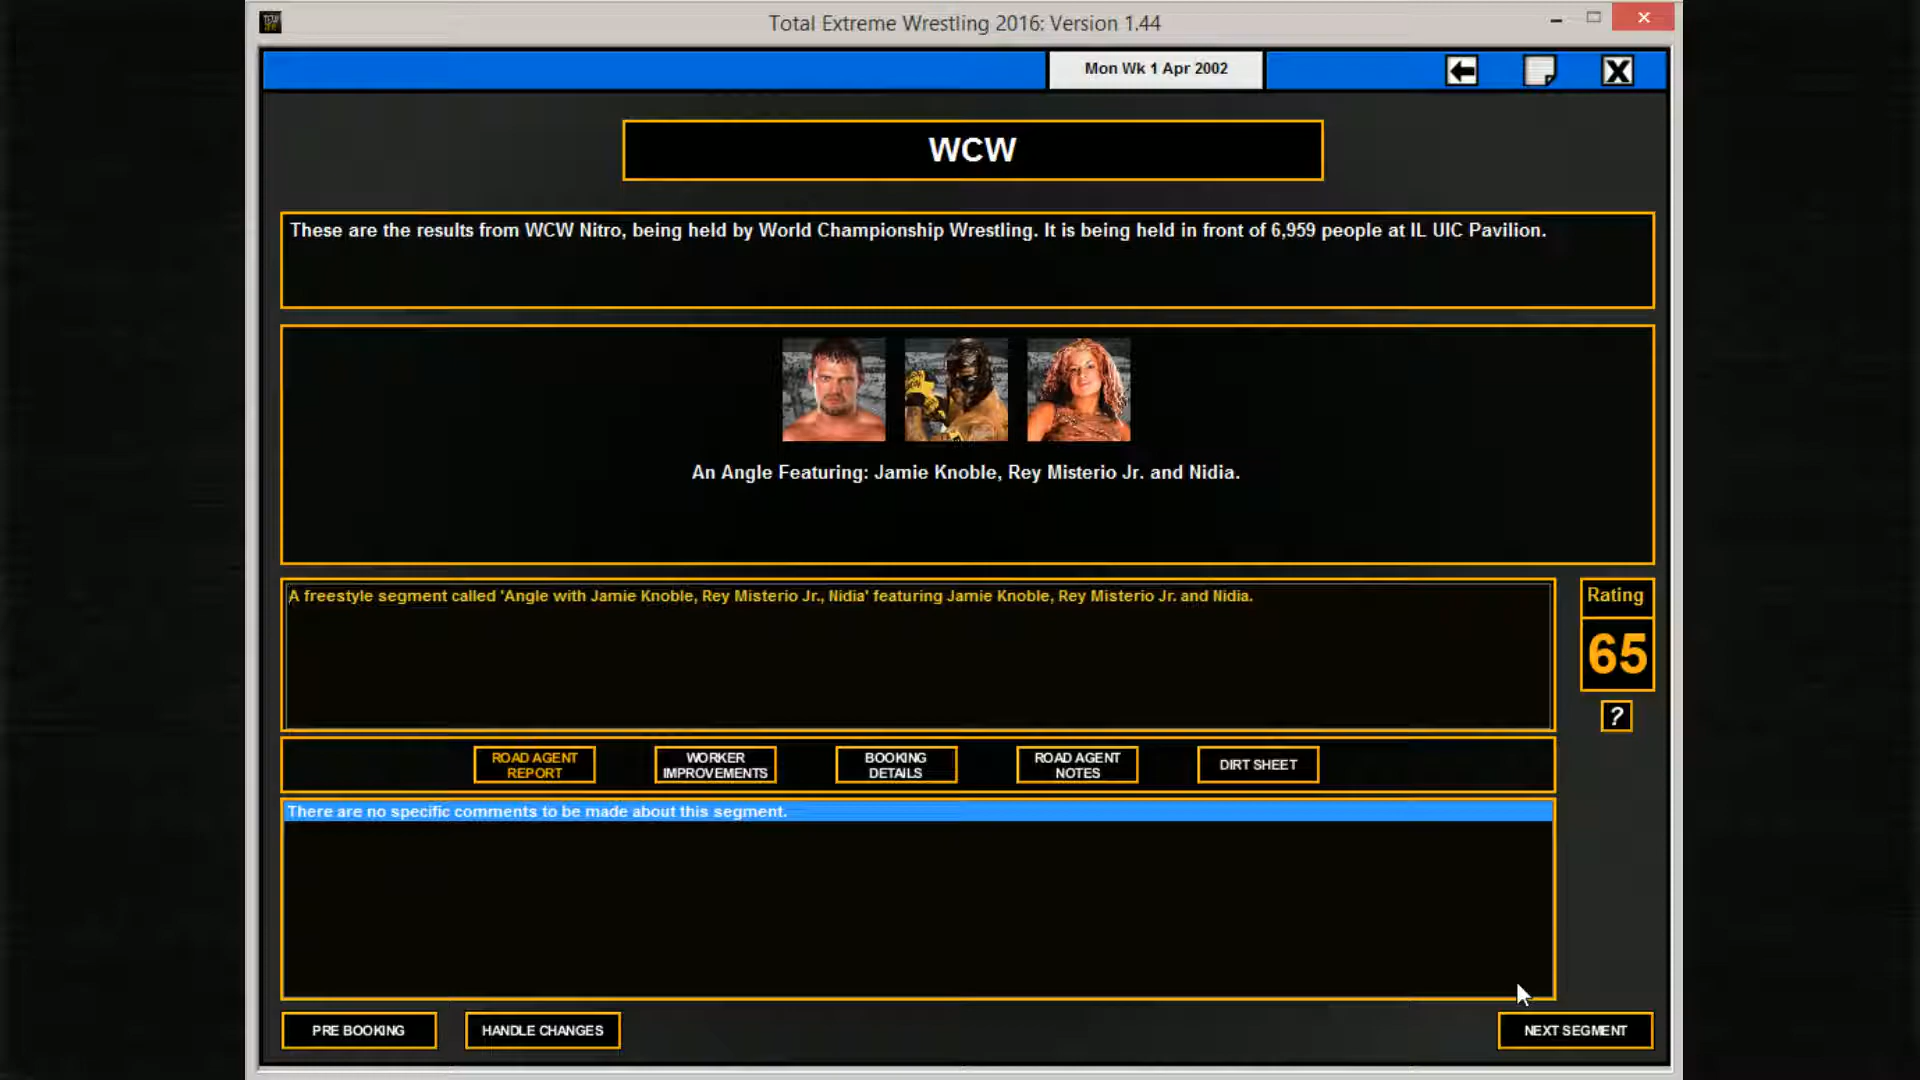 Total Extreme Wrestling 2016: Version 1.44
Mon Wk 1 Apr 2002
WCW
These are the results from WCW Nitro, being held by World Championship Wrestling. It is being held in front of 6,959 people at IL UIC Pavilion.
An Angle Featuring: Jamie Knoble, Rey Misterio Jr. and Nidia.
A freestyle segment called 'Angle with Jamie Knoble, Rey Misterio Jr., Nidia' featuring Jamie Knoble, Rey Misterio Jr. and Nidia.
Rating
65
?
ROAD AGENT REPORT
WORKER IMPROVEMENTS
BOOKING DETAILS
ROAD AGENT NOTES
DIRT SHEET
There are no specific comments to be made about this segment.
PRE BOOKING
HANDLE CHANGES
NEXT SEGMENT